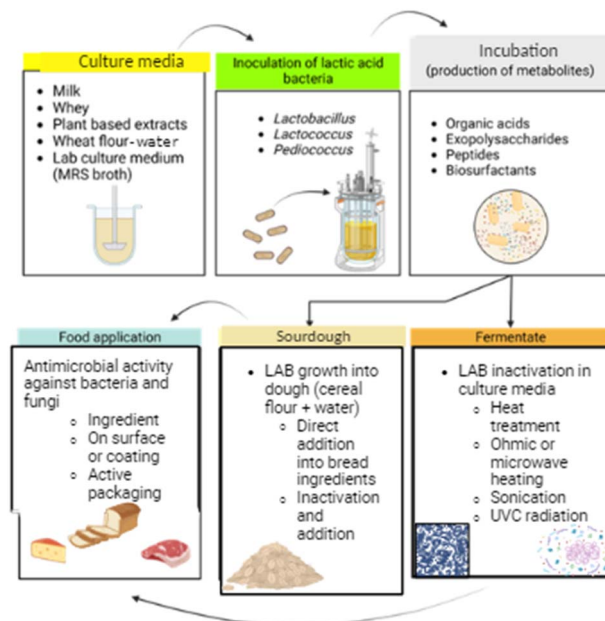 Culture media
• Milk
• Whey
• Plant based extracts
• Wheat flour-water
• Lab culture medium
(MRS broth)
Inoculation of lactic acid
bacteria
• Lactobacillus
• Lactococcus
• Pediococcus
Incubation
(production of metabolites)
• Organic acids
• Exopolysaccharides
• Peptides
• Biosurfactants
Food application
Antimicrobial activity
against bacteria and
fungi
○ Ingredient
○ On surface
or coating
○ Active
packaging
Sourdough
• LAB growth into
dough (cereal
flour + water)
○ Direct
addition
into bread
ingredients
○ Inactivation
and
addition
Fermentate
• LAB inactivation in
culture media
○ Heat
treatment
○ Ohmic or
microwave
heating
○ Sonication
○ UVC radiation